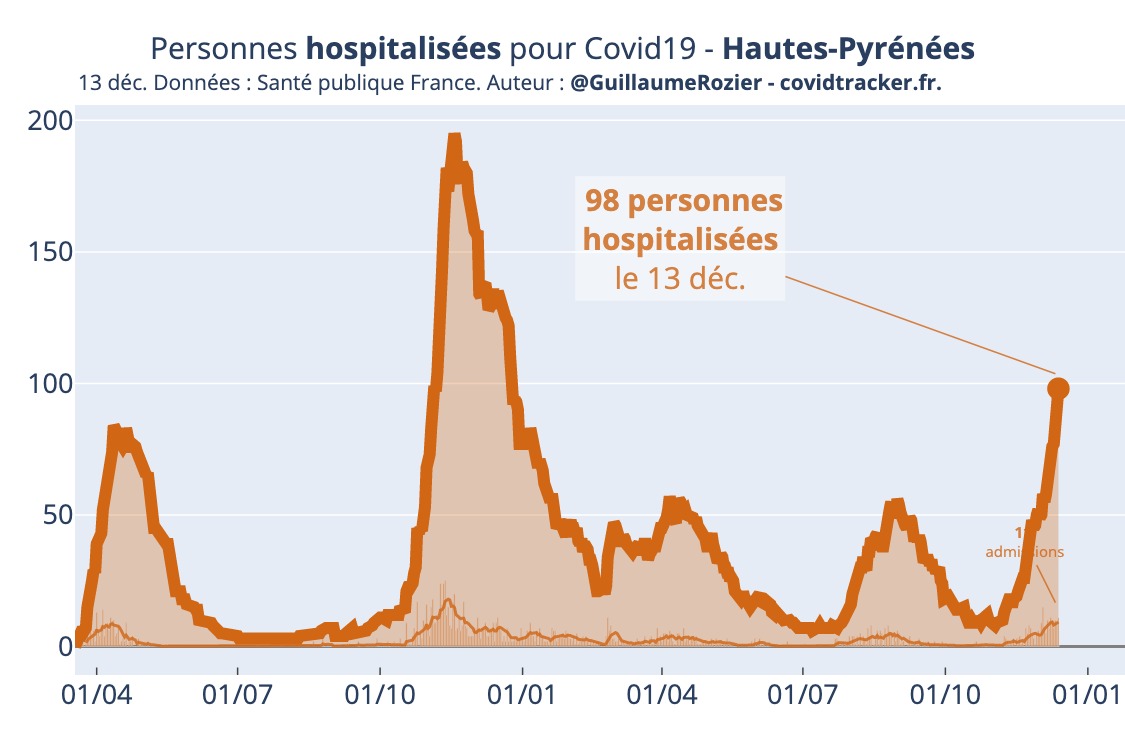 Personnes hospitalisées pour Covid19 - Hautes-Pyrénées
13 déc. Données : Santé publique France. Auteur : @GuillaumeRozier - covidtracker.fr.
200
98 personnes
hospitalisées
le 13 déc.
150
100
50
admissions
0
01/04 01/07 01/10 01/01 01/04 01/07 01/10 01/01